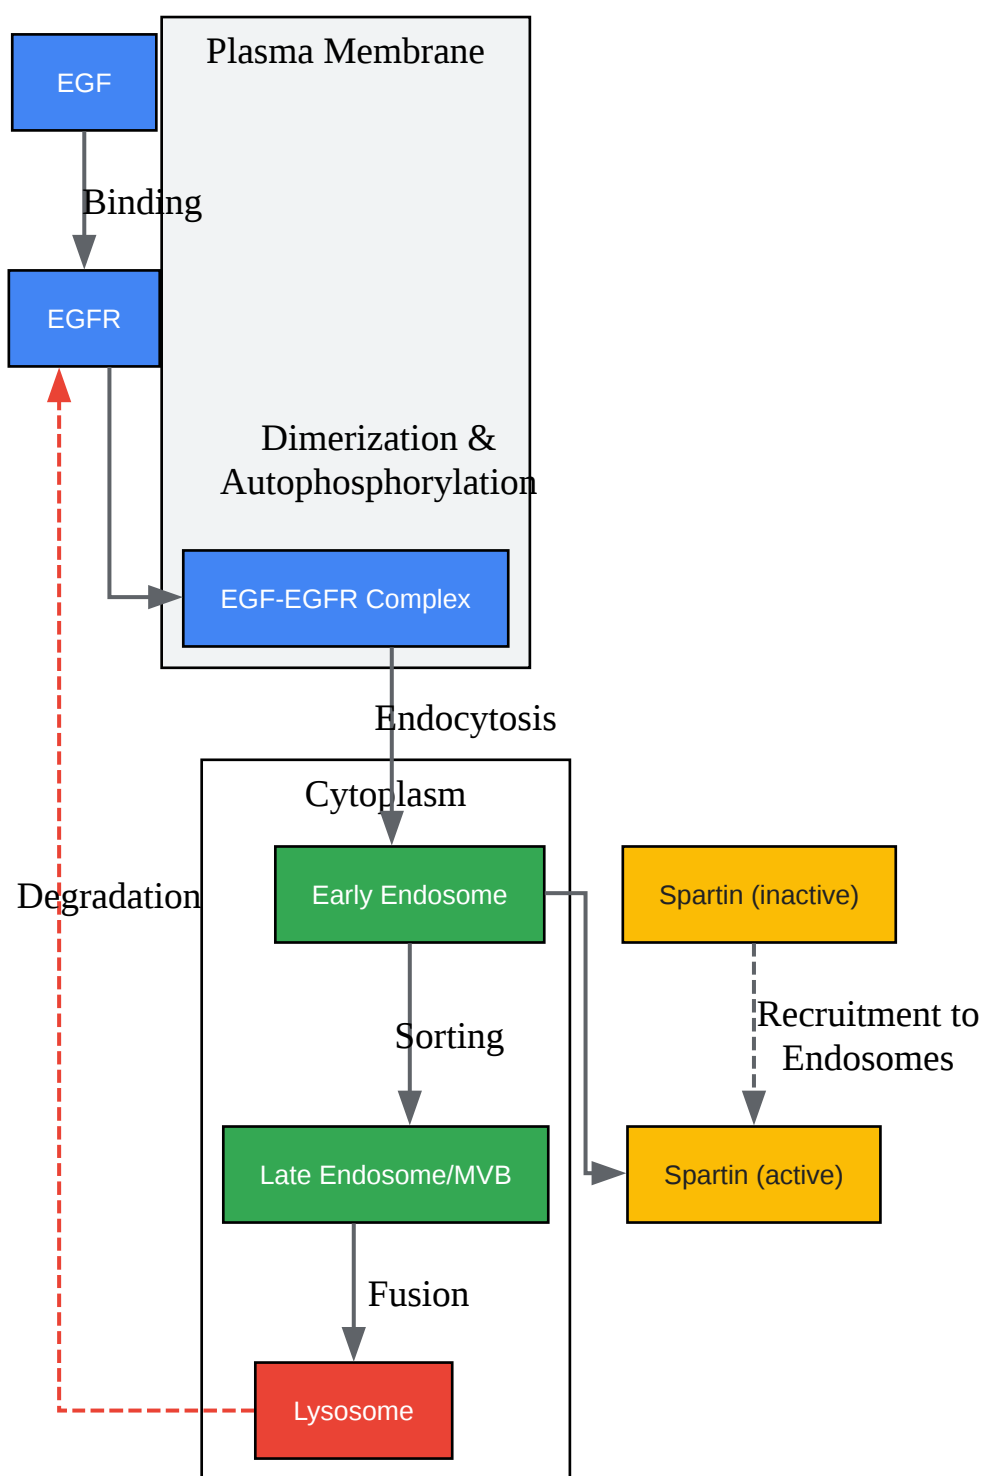 Plasma Membrane
EGF
Binding
EGFR
Dimerization &
Autophosphorylation
EGF-EGFR Complex
Endocytosis
Cytoplasm
Early Endosome
Spartin (inactive)
Degradation
Sorting
Recruitment to
Endosomes
Late Endosome/MVB
Spartin (active)
Fusion
Lysosome